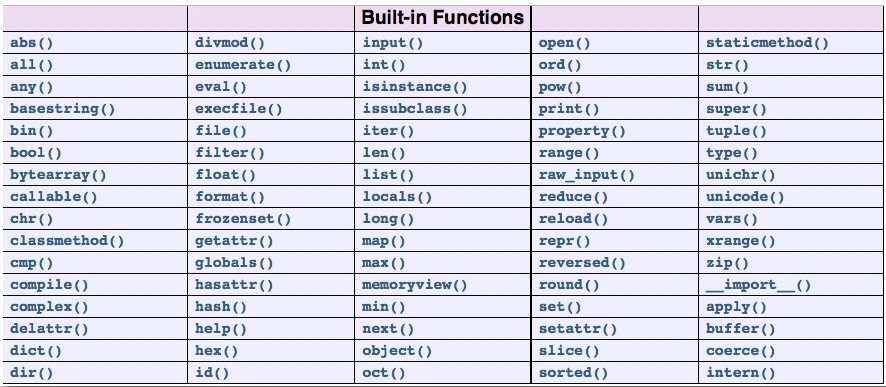 Built-in Functions
abs() divmod() input() open() staticmethod()
all() enumerate() int() ord() str()
any() eval() isinstance() pow() sum()
basestring() execfile() issubclass() print() super()
bin() file() iter() property() tuple()
bool() filter() len() range() type()
bytearray() float() list() raw_input() unichr()
callable() format() locals() reduce() unicode()
chr() frozenset() long() reload() vars()
classmethod() getattr() map() repr() xrange()
cmp() globals() max() reversed() zip()
compile() hasattr() memoryview() round() __import__()
complex() hash() min() set() apply()
delattr() help() next() setattr() buffer()
dict() hex() object() slice() coerce()
dir() id() oct() sorted() intern()